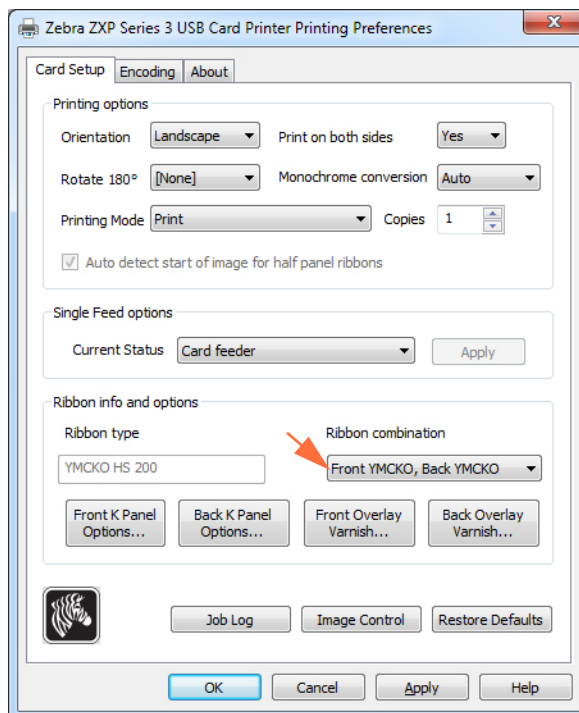 Zebra ZXP Series 3 USB Card Printer Printing Preferences
Card Setup Encoding About
Printing options
Orientation Landscape Print on both sides Yes
Rotate 180° [None] Monochrome conversion Auto
Printing Mode Print Copies 1
Auto detect start of image for half panel ribbons
Single Feed options
Current Status Card feeder Apply
Ribbon info and options
Ribbon type Ribbon combination
YMCKO HS 200 Front YMCKO, Back YMCKO
Front K Panel Back K Panel Front Overlay Back Overlay
Options... Options... Varnish... Varnish...
Job Log Image Control Restore Defaults
OK Cancel Apply Help